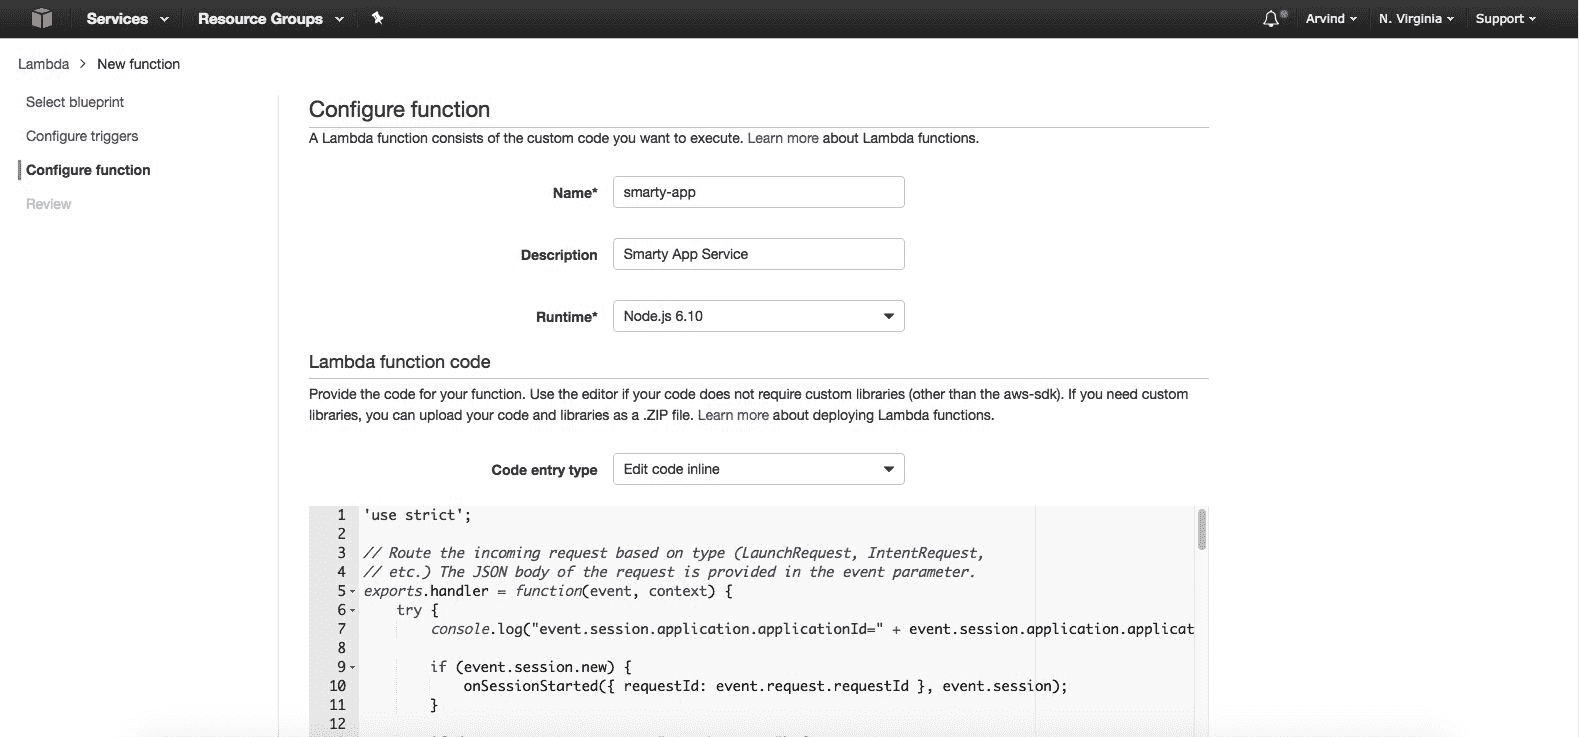 Services Resource Groups Arvind N. Virginia Support
Lambda > New function
Select blueprint
Configure triggers
Configure function
Review
Configure function
A Lambda function consists of the custom code you want to execute. Learn more about Lambda functions.
Name* smarty-app
Description Smarty App Service
Runtime* Node.js 6.10
Lambda function code
Provide the code for your function. Use the editor if your code does not require custom libraries (other than the aws-sdk). If you need custom
libraries, you can upload your code and libraries as a .ZIP file. Learn more about deploying Lambda functions.
Code entry type Edit code inline
1 'use strict';
2
3 // Route the incoming request based on type (LaunchRequest, IntentRequest,
4 // etc.) The JSON body of the request is provided in the event parameter.
5 exports.handler = function(event, context) {
6 try {
7 console.log("event.session.application.applicationId=" + event.session.application.applicat
8
9 if (event.session.new) {
10 onSessionStarted({ requestId: event.request.requestId }, event.session);
11 }
12